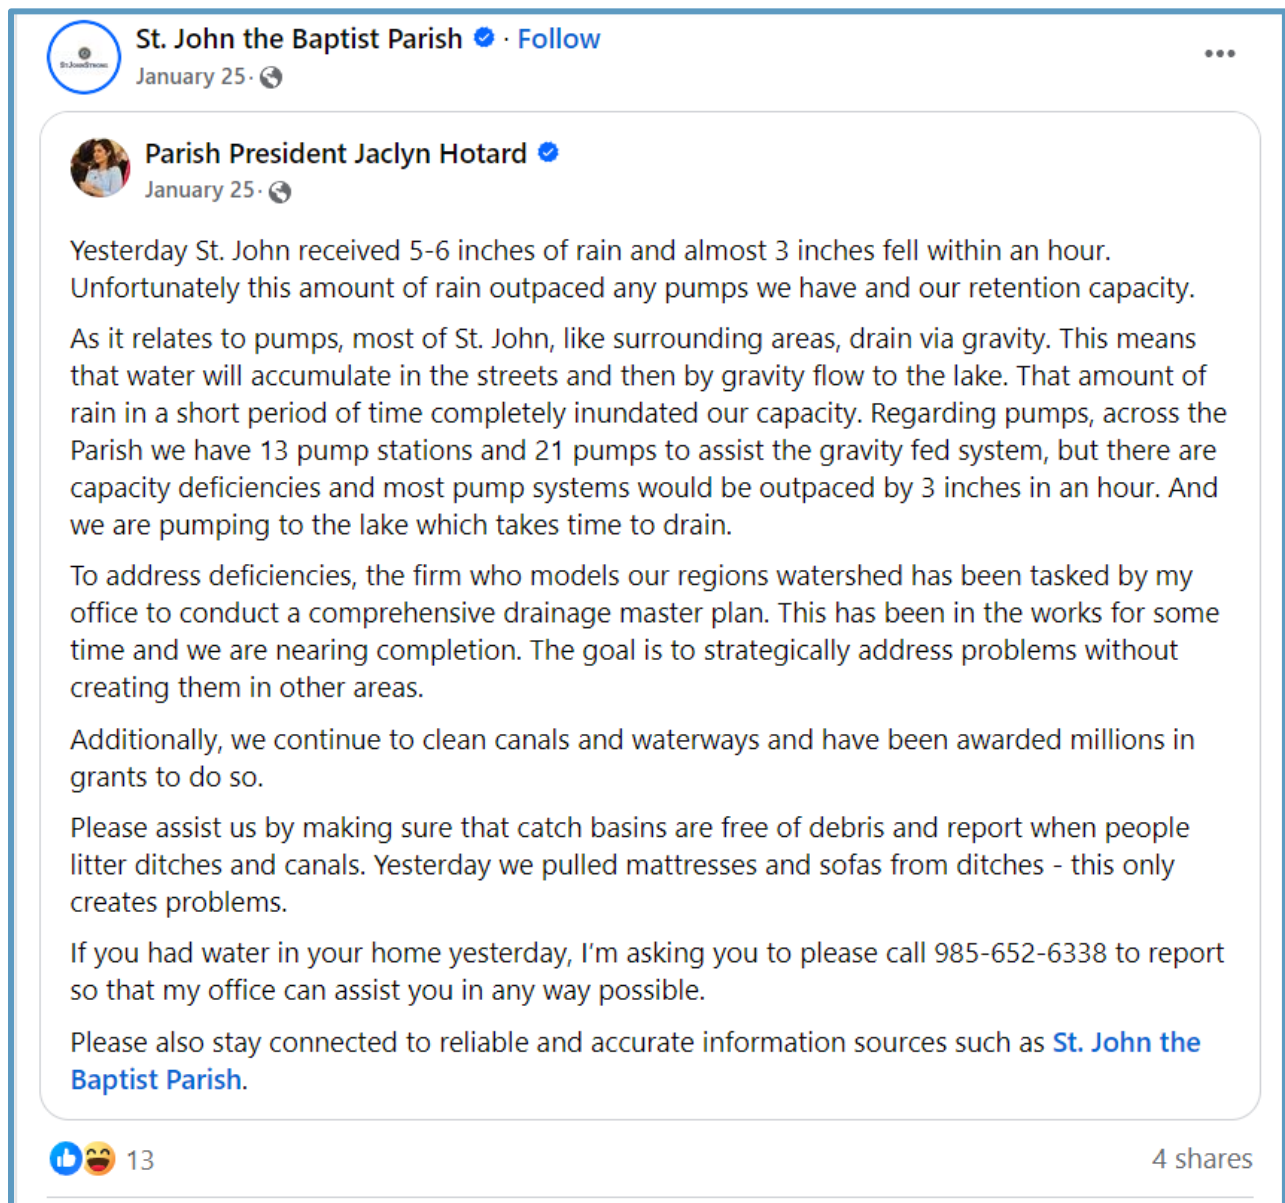 St. John the Baptist Parish · Follow
January 25 ·
STJOHNSTRONG
Parish President Jaclyn Hotard
January 25 ·
Yesterday St. John received 5-6 inches of rain and almost 3 inches fell within an hour.
Unfortunately this amount of rain outpaced any pumps we have and our retention capacity.
As it relates to pumps, most of St. John, like surrounding areas, drain via gravity. This means
that water will accumulate in the streets and then by gravity flow to the lake. That amount of
rain in a short period of time completely inundated our capacity. Regarding pumps, across the
Parish we have 13 pump stations and 21 pumps to assist the gravity fed system, but there are
capacity deficiencies and most pump systems would be outpaced by 3 inches in an hour. And
we are pumping to the lake which takes time to drain.
To address deficiencies, the firm who models our regions watershed has been tasked by my
office to conduct a comprehensive drainage master plan. This has been in the works for some
time and we are nearing completion. The goal is to strategically address problems without
creating them in other areas.
Additionally, we continue to clean canals and waterways and have been awarded millions in
grants to do so.
Please assist us by making sure that catch basins are free of debris and report when people
litter ditches and canals. Yesterday we pulled mattresses and sofas from ditches - this only
creates problems.
If you had water in your home yesterday, I'm asking you to please call 985-652-6338 to report
so that my office can assist you in any way possible.
Please also stay connected to reliable and accurate information sources such as St. John the
Baptist Parish.
13
4 shares